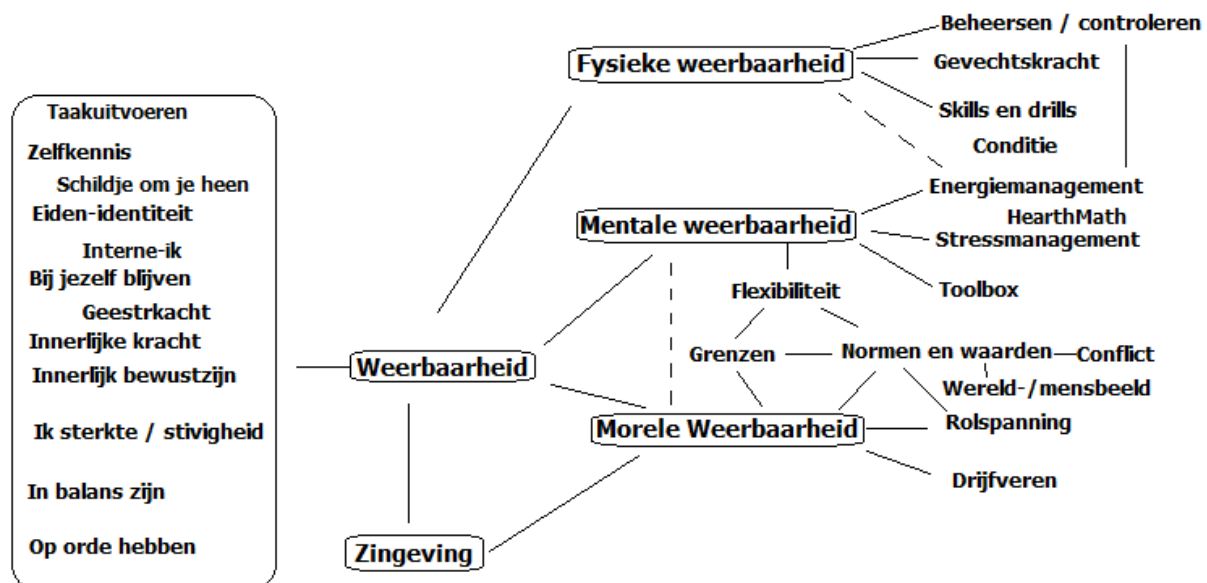 Taakuitvoeren
Zelfkennis
Schildje om je heen
Eiden-identiteit
Interne-ik
Bij jezelf blijven
Geestrkacht
Innerlijke kracht
Innerlijk bewustzijn
Ik sterkte / stivigheid
In balans zijn
Op orde hebben
Weerbaarheid
Zingeving
Fysieke weerbaarheid
Beheersen / controleren
Gevechtskracht
Skills en drills
Conditie
Energiemanagement
HearthMath
Mentale weerbaarheid
Stressmanagement
Toolbox
Flexibiliteit
Grenzen
Normen en waarden
Conflict
Wereld-/mensbeeld
Morele Weerbaarheid
Rolspanning
Drijfveren